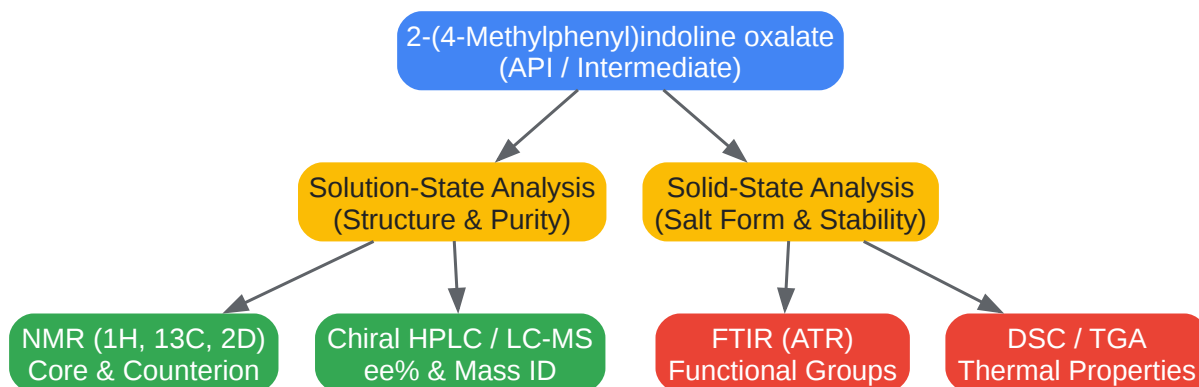 2-(4-Methylphenyl)indoline oxalate
(API / Intermediate)
Solution-State Analysis
(Structure & Purity)
Solid-State Analysis
(Salt Form & Stability)
NMR (1H, 13C, 2D)
Core & Counterion
Chiral HPLC / LC-MS
ee% & Mass ID
FTIR (ATR)
Functional Groups
DSC / TGA
Thermal Properties